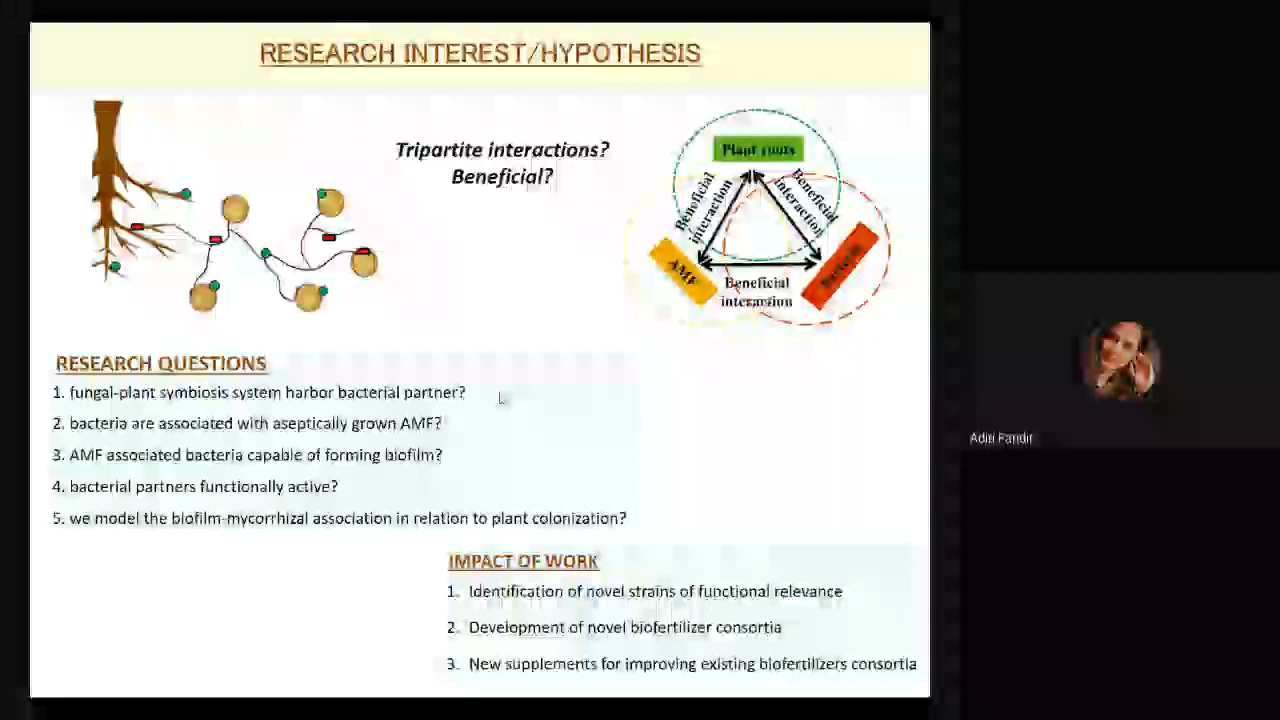 RESEARCH INTEREST/HYPOTHESIS
Tripartite interactions?
Beneficial?
Plant roots
Beneficial
interaction
Beneficial
interaction
AMF
Beneficial
interaction
RESEARCH QUESTIONS
1. fungal-plant symbiosis system harbor bacterial partner?
2. bacteria are associated with aseptically grown AMF?
3. AMF associated bacteria capable of forming biofilm?
4. bacterial partners functionally active?
5. we model the biofilm-mycorrhizal association in relation to plant colonization?
IMPACT OF WORK
1. Identification of novel strains of functional relevance
2. Development of novel biofertilizer consortia
3. New supplements for improving existing biofertilizers consortia
Aditi Pandit